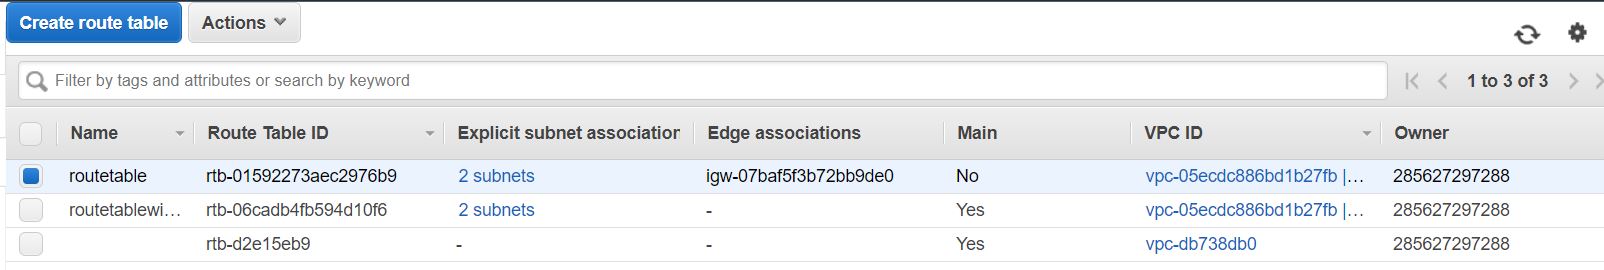 Create route table Actions
Filter by tags and attributes or search by keyword 1 to 3 of 3
Name Route Table ID Explicit subnet association Edge associations Main VPC ID Owner
routetable rtb-01592273aec2976b9 2 subnets igw-07baf5f3b72bb9de0 No vpc-05ecdc886bd1b27fb |... 285627297288
routetablewi... rtb-06cadb4fb594d10f6 2 subnets - Yes vpc-05ecdc886bd1b27fb |... 285627297288
rtb-d2e15eb9 - - Yes vpc-db738db0 285627297288